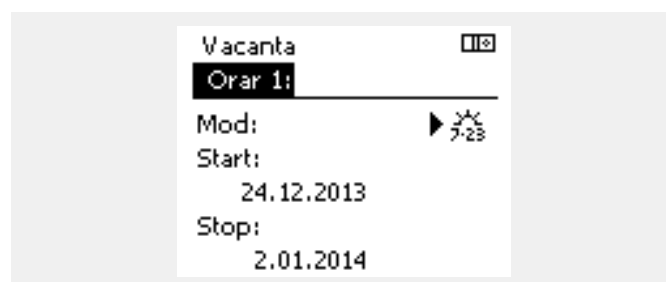 Vacanta
Orar 1:
Mod: 7-23
Start:
24.12.2013
Stop:
2.01.2014